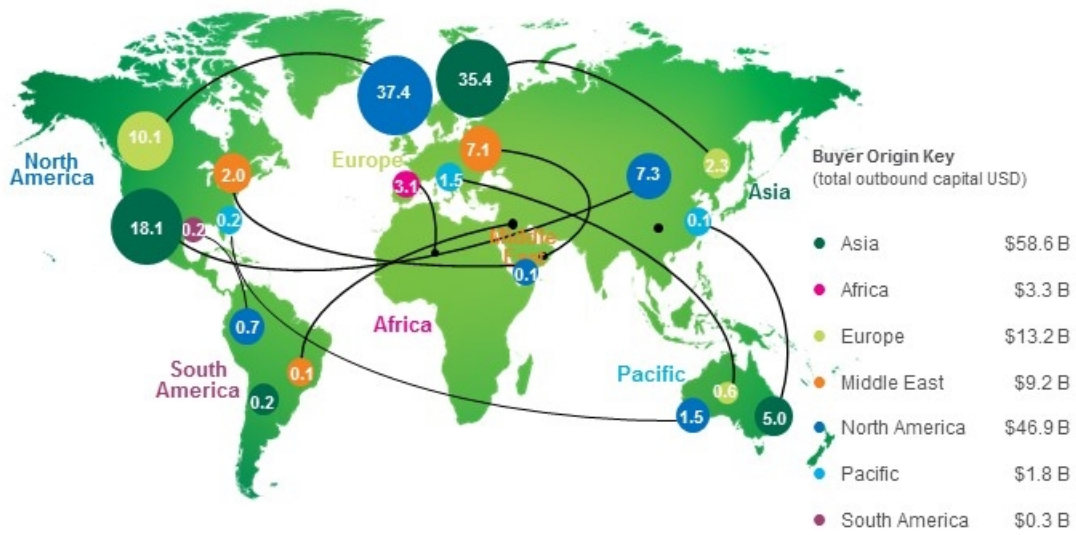 37.4
35.4
10.1
7.1
North
America
Europe
2.0
3.1
1.5
7.3
2.3
Asia
18.1
0.2
0.2
0.1
Middle
0.1
Africa
0.7
South
America
0.1
0.2
Pacific
0.6
1.5
5.0
Buyer Origin Key
(total outbound capital USD)
Asia $58.6 B
Africa $3.3 B
Europe $13.2 B
Middle East $9.2 B
North America $46.9 B
Pacific $1.8 B
South America $0.3 B